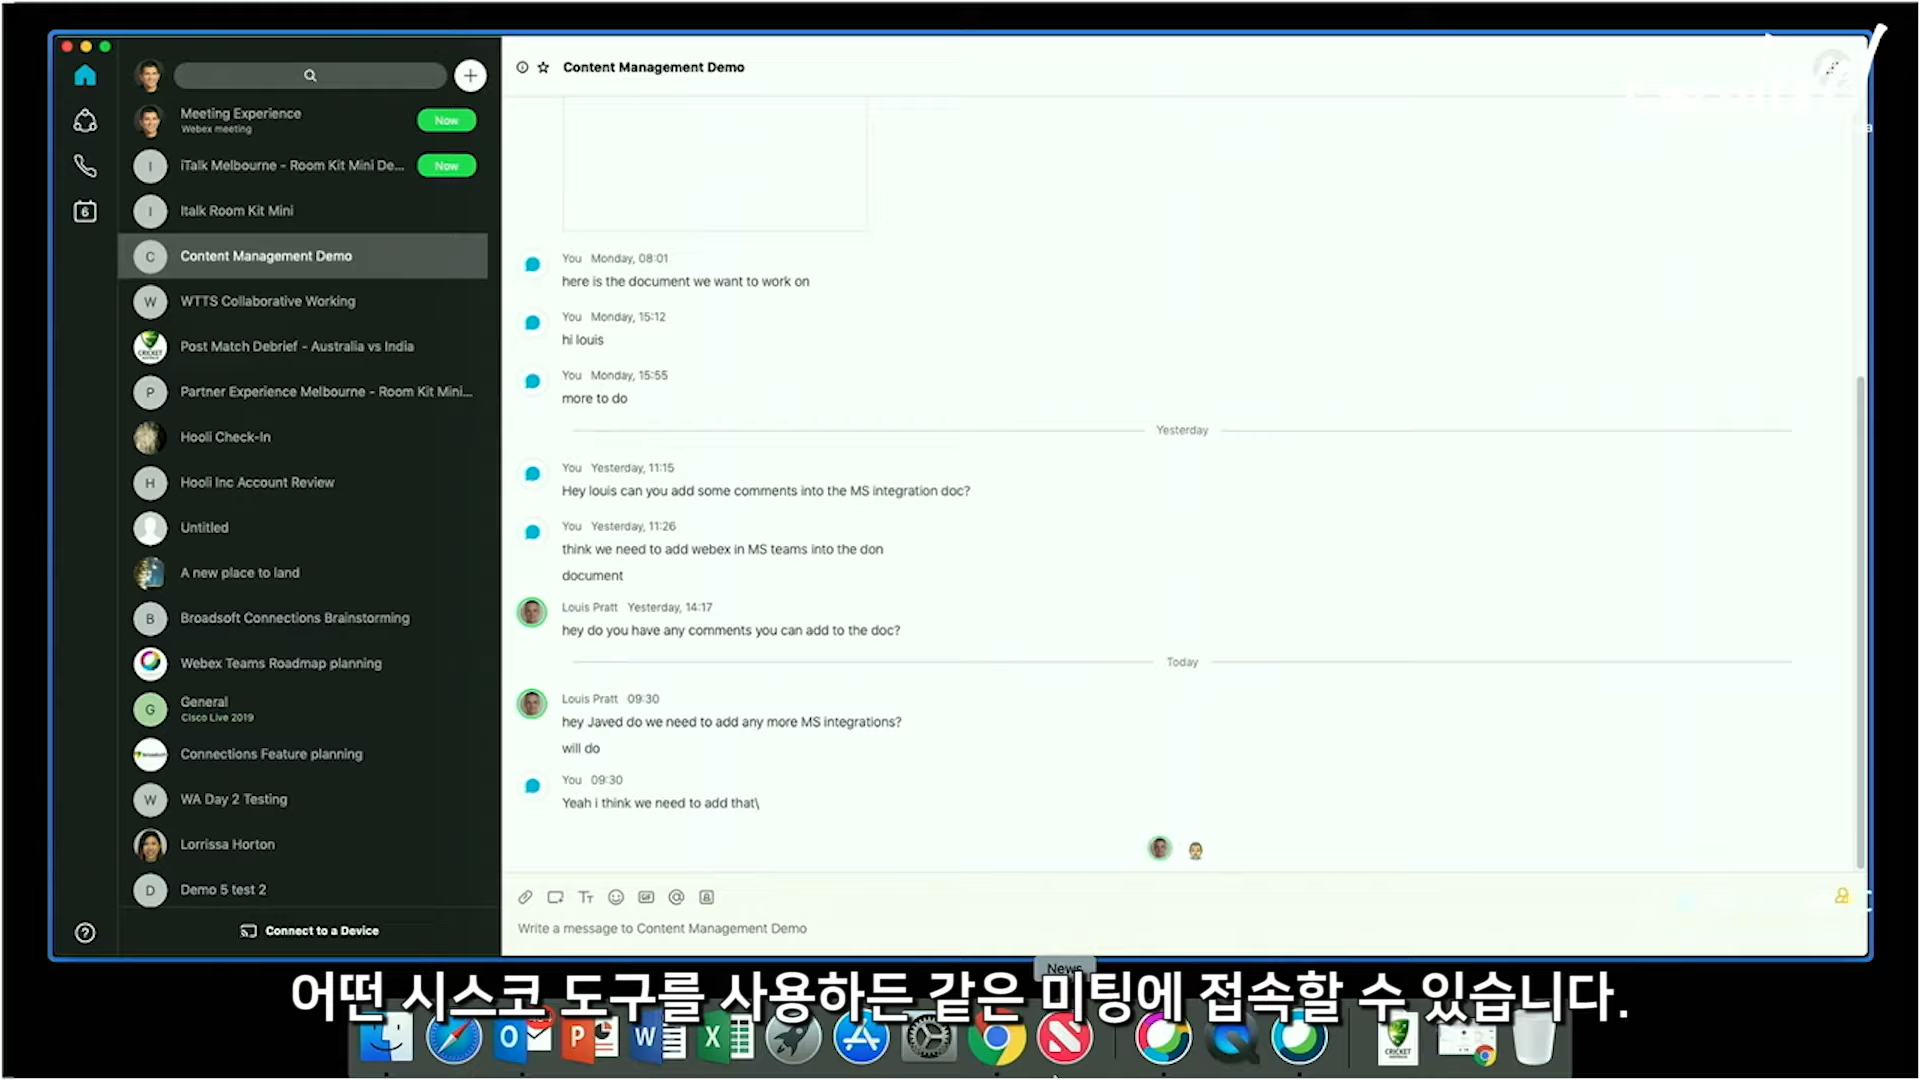 Meeting Experience
Webex meeting
Now
I
iTalk Melbourne - Room Kit Mini De...
Now
I
Italk Room Kit Mini
6
C
Content Management Demo
W
WTTS Collaborative Working
CRICKET
Post Match Debrief - Australia vs India
P
Partner Experience Melbourne - Room Kit Mini...
Hooli Check-In
H
Hooli Inc Account Review
Untitled
A new place to land
B
Broadsoft Connections Brainstorming
Webex Teams Roadmap planning
G
General
Cisco Live 2019
Connections Feature planning
W
WA Day 2 Testing
Lorrissa Horton
D
Demo 5 test 2
Connect to a Device
Content Management Demo
You Monday, 08:01
here is the document we want to work on
You Monday, 15:12
hi louis
You Monday, 15:55
more to do
Yesterday
You Yesterday, 11:15
Hey louis can you add some comments into the MS integration doc?
You Yesterday, 11:26
think we need to add webex in MS teams into the don
document
Louis Pratt Yesterday, 14:17
hey do you have any comments you can add to the doc?
Today
Louis Pratt 09:30
hey Javed do we need to add any more MS integrations?
will do
You 09:30
Yeah i think we need to add that\
GIF
Write a message to Content Management Demo
News
어떤 시스코 도구를 사용하든 같은 미팅에 접속할 수 있습니다.
CRICKET